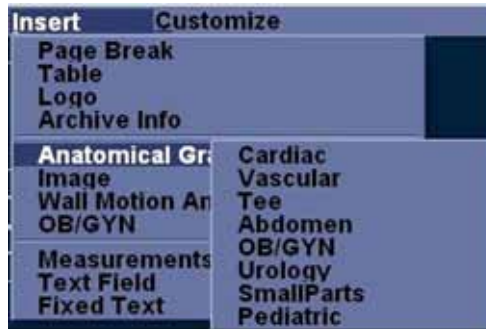 Insert Customize
Page Break
Table
Logo
Archive Info
Anatomical Gra
Image
Wall Motion An
OB/GYN
Measurements
Text Field
Fixed Text
Cardiac
Vascular
Tee
Abdomen
OB/GYN
Urology
SmallParts
Pediatric